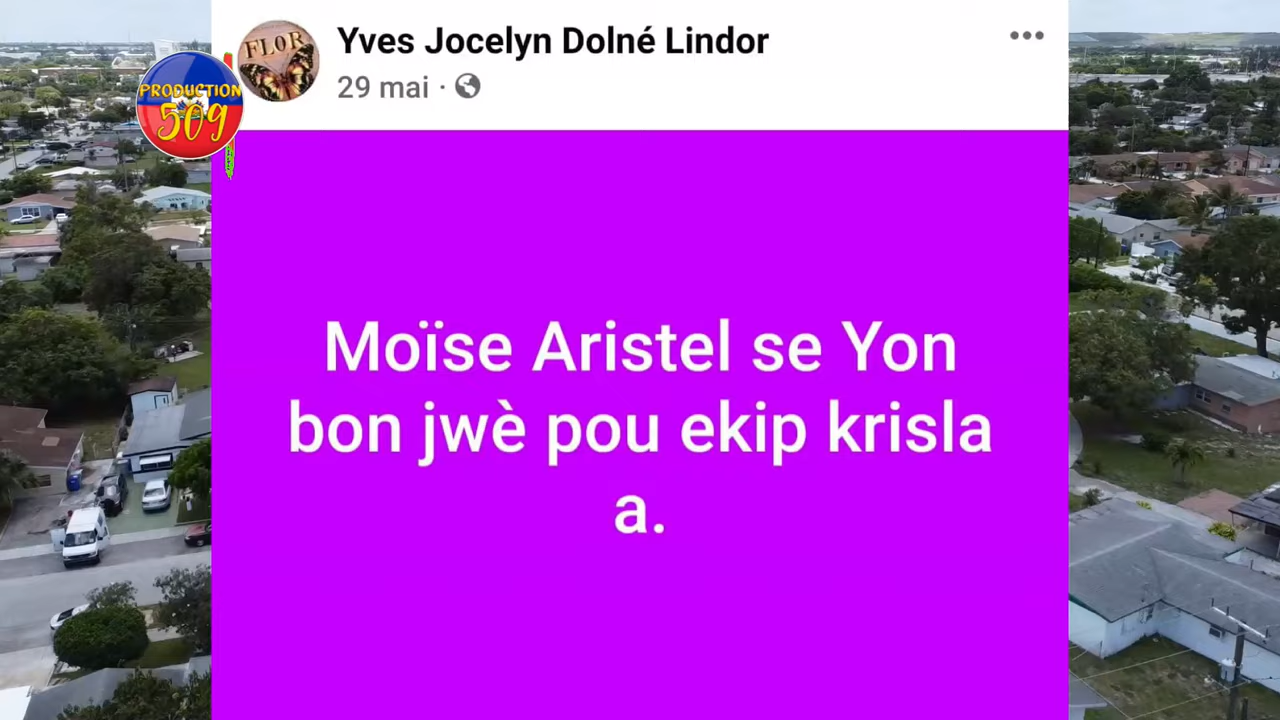 Yves Jocelyn Dolné Lindor
29 mai ·
PRODUCTION
509
FLOR
Moïse Aristel se Yon
bon jwè pou ekip krisla
a.